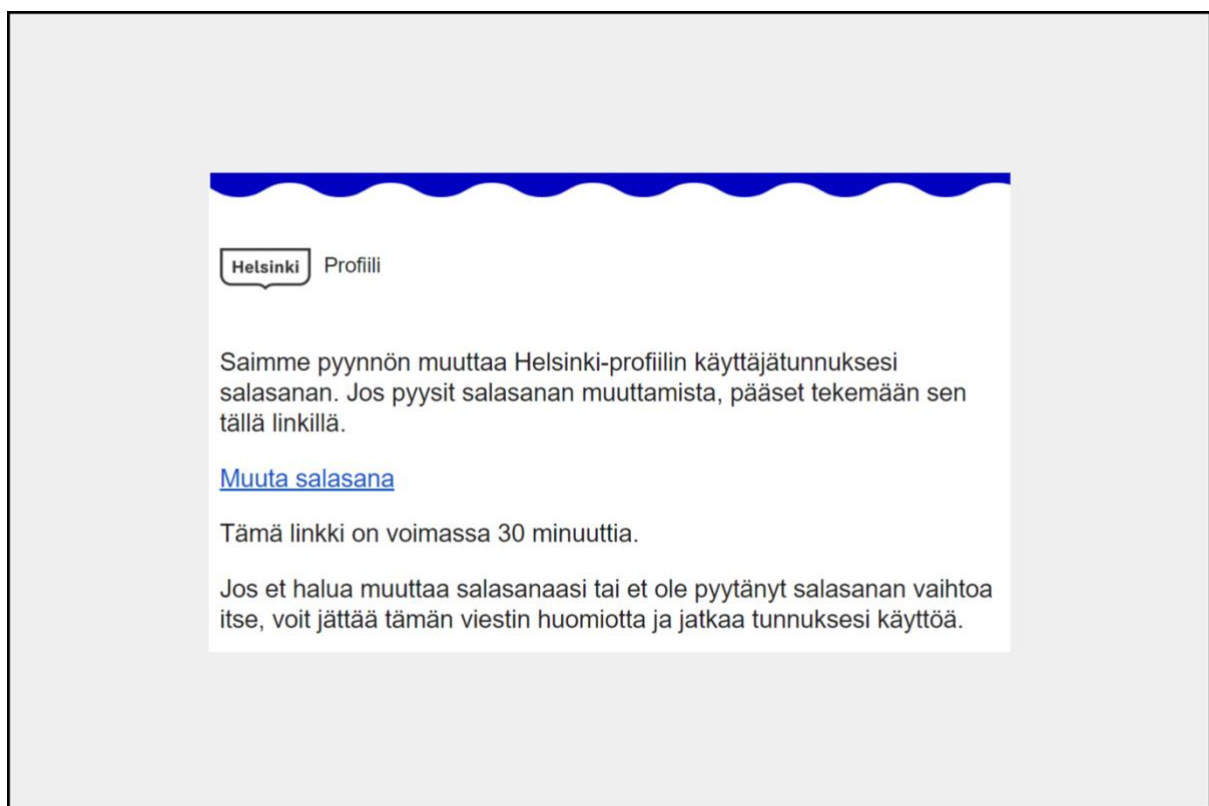 Helsinki Profiili
Saimme pyynnön muuttaa Helsinki-profiilin käyttäjätunnuksesi
salasanan. Jos pyysit salasanan muuttamista, pääset tekemään sen
tällä linkillä.
Muuta salasana
Tämä linkki on voimassa 30 minuuttia.
Jos et halua muuttaa salasanaasi tai et ole pyytänyt salasanan vaihtoa
itse, voit jättää tämän viestin huomiotta ja jatkaa tunnuksesi käyttöä.